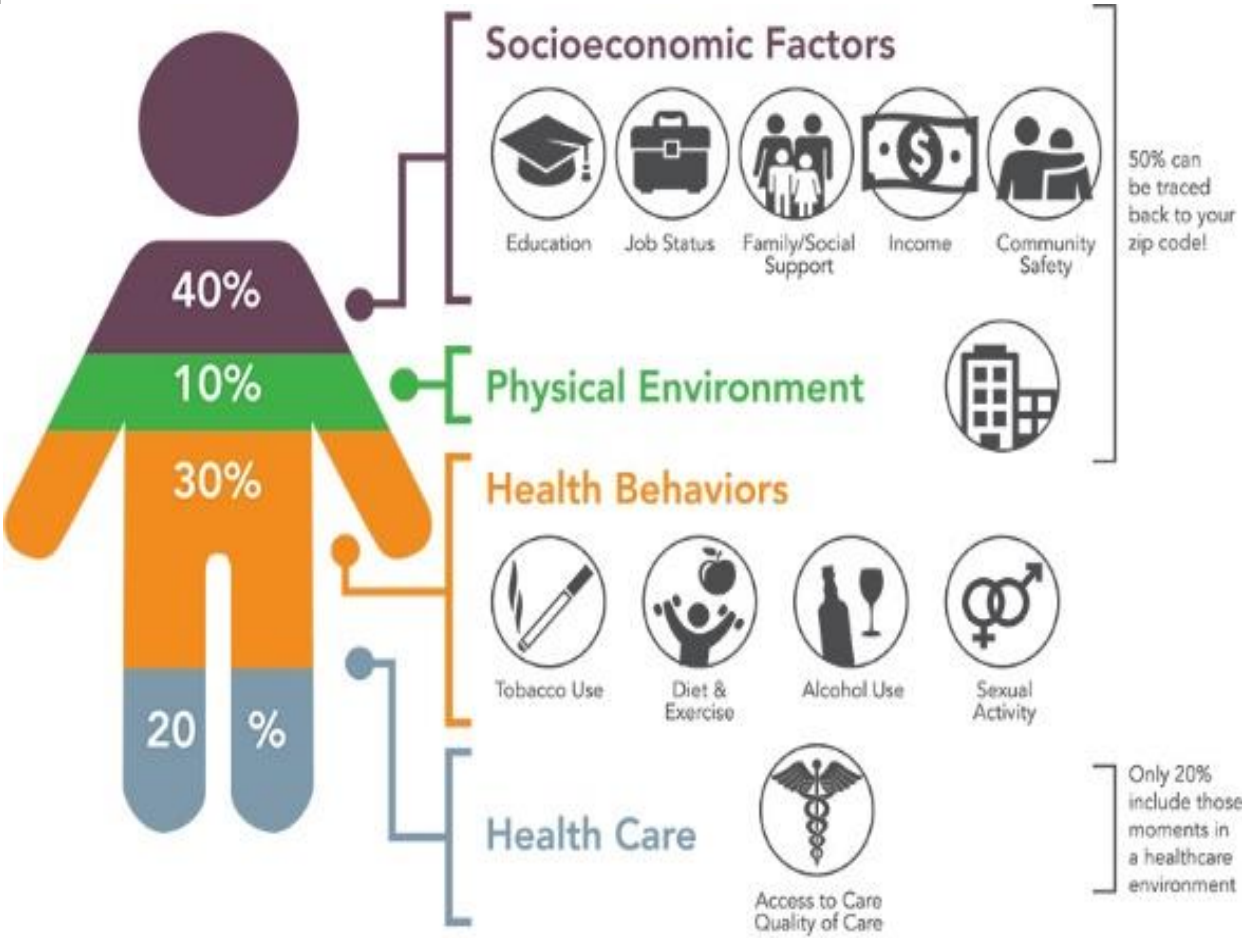 Socioeconomic Factors
Education
Job Status
Family/Social
Support
Income
Community
Safety
50% can
be traced
back to your
zip code!
40%
10%
Physical Environment
30%
Health Behaviors
Tobacco Use
Diet &
Exercise
Alcohol Use
Sexual
Activity
20 %
Health Care
Access to Care
Quality of Care
Only 20%
include those
moments in
a healthcare
environment